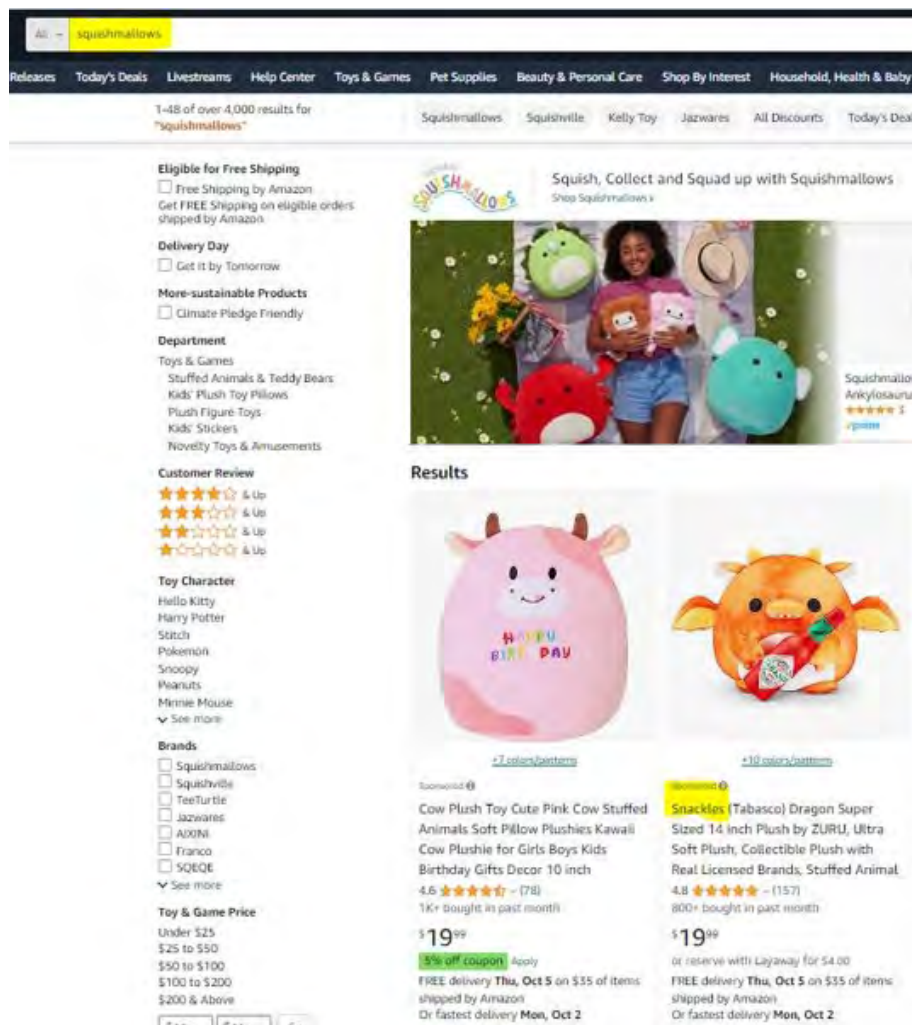 All
squishmallows
Releases Today's Deals Livestreams Help Center Toys & Games Pet Supplies Beauty & Personal Care Shop By Interest Household, Health & Baby
1-48 of over 4,000 results for
"squishmallows"
Squishmallows Squishville Kelly Toy Jazwares All Discounts Today's Deal
Eligible for Free Shipping
Free Shipping by Amazon
Get FREE Shipping on eligible orders
shipped by Amazon
Delivery Day
Get It by Tomorrow
More-sustainable Products
Climate Pledge Friendly
Department
Toys & Games
Stuffed Animals & Teddy Bears
Kids' Plush Toy Pillows
Plush Figure Toys
Kids' Stickers
Novelty Toys & Amusements
Customer Review
& Up
& Up
& Up
& Up
Toy Character
Hello Kitty
Harry Potter
Stitch
Pokemon
Snoopy
Peanuts
Minnie Mouse
See more
Brands
Squishmallows
Squishville
TeeTurtle
Jazwares
AIXINI
Franco
SQEQE
See more
Toy & Game Price
Under $25
$25 to $50
$50 to $100
$100 to $200
$200 & Above
SQUISHMALLOWS
Squish, Collect and Squad up with Squishmallows
Shop Squishmallows ›
Squishmallo
Ankylosauru
prime
Results
HAPPY
BIRTHDAY
TABASCO
+7 colors/patterns
Sponsored
Cow Plush Toy Cute Pink Cow Stuffed
Animals Soft Pillow Plushies Kawaii
Cow Plushie for Girls Boys Kids
Birthday Gifts Decor 10 inch
4.6 (78)
1K+ bought in past month
$19 99
5% off coupon Apply
FREE delivery Thu, Oct 5 on $35 of items
shipped by Amazon
Or fastest delivery Mon, Oct 2
+10 colors/patterns
Sponsored
Snackles (Tabasco) Dragon Super
Sized 14 inch Plush by ZURU, Ultra
Soft Plush, Collectible Plush with
Real Licensed Brands, Stuffed Animal
4.8 (157)
800+ bought in past month
$19 99
or reserve with Layaway for $4.00
FREE delivery Thu, Oct 5 on $35 of items
shipped by Amazon
Or fastest delivery Mon, Oct 2